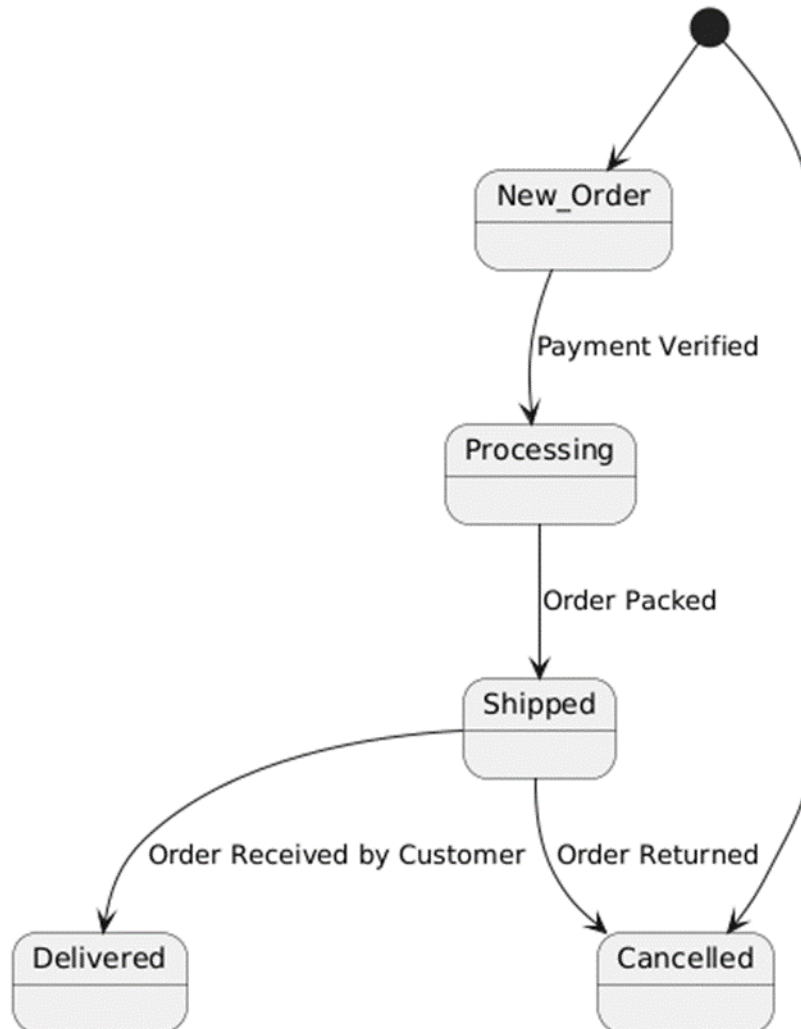 New_Order
Payment Verified
Processing
Order Packed
Shipped
Order Received by Customer
Order Returned
Delivered
Cancelled